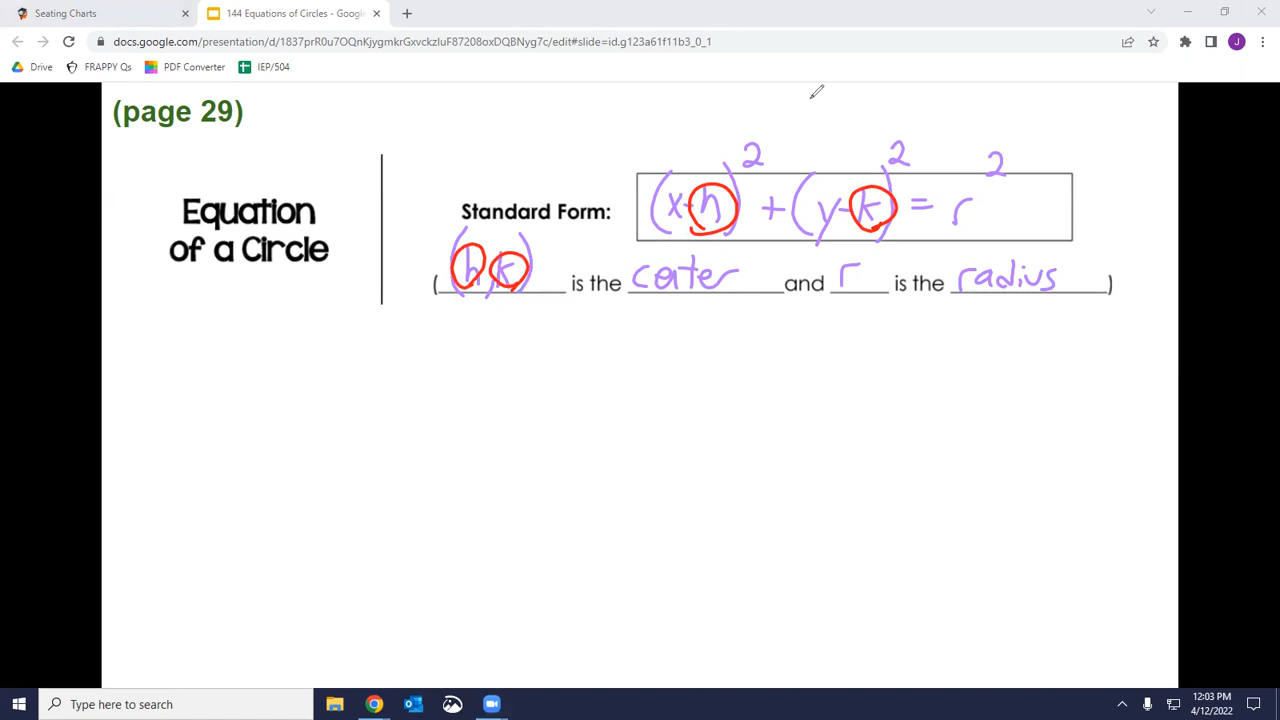 Seating Charts
144 Equations of Circles - Google
docs.google.com/presentation/d/1837prR0u7OQnKjygmkrGxvckzluF87208oxDQBNyg7c/edit#slide=id.g123a61f11b3_0_1
J
Drive FRAPPY Qs PDF Converter IEP/504
(page 29)
Equation
of a Circle
Standard Form: (x-h)² + (y-k)² = r²
((h,k) is the center and r is the radius)
Type here to search
12:03 PM
4/12/2022